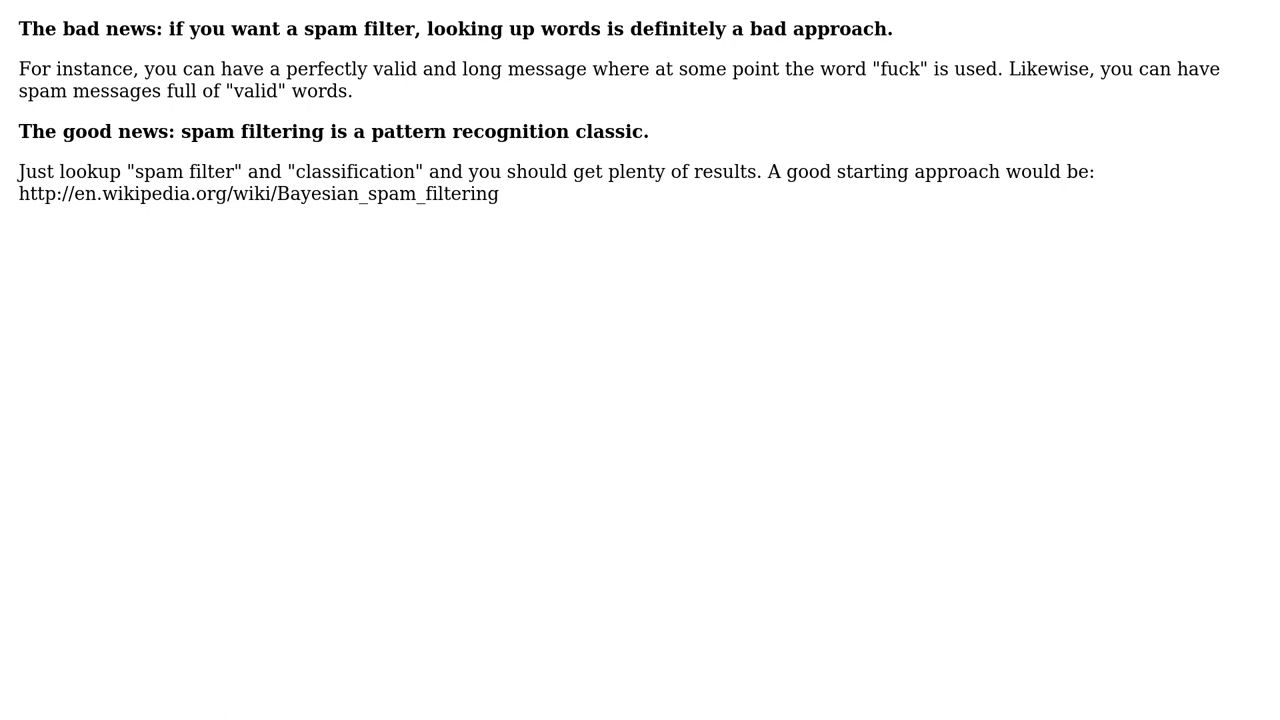 The bad news: if you want a spam filter, looking up words is definitely a bad approach.
For instance, you can have a perfectly valid and long message where at some point the word "fuck" is used. Likewise, you can have
spam messages full of "valid" words.
The good news: spam filtering is a pattern recognition classic.
Just lookup "spam filter" and "classification" and you should get plenty of results. A good starting approach would be:
http://en.wikipedia.org/wiki/Bayesian_spam_filtering